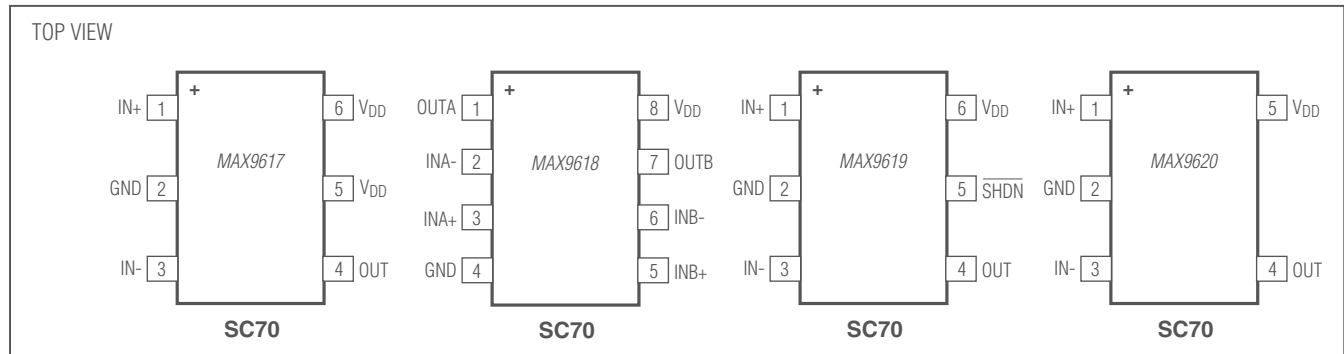 TOP VIEW
+ + + +
IN+ 1 6 VDD OUTA 1 8 VDD IN+ 1 6 VDD IN+ 1 5 VDD
MAX9617 INA- 2 MAX9618 7 OUTB MAX9619 MAX9620
GND 2 5 VDD GND 2 5 SHDN GND 2
INA+ 3 6 INB-
IN- 3 4 OUT GND 4 5 INB+ IN- 3 4 OUT IN- 3 4 OUT
SC70 SC70 SC70 SC70